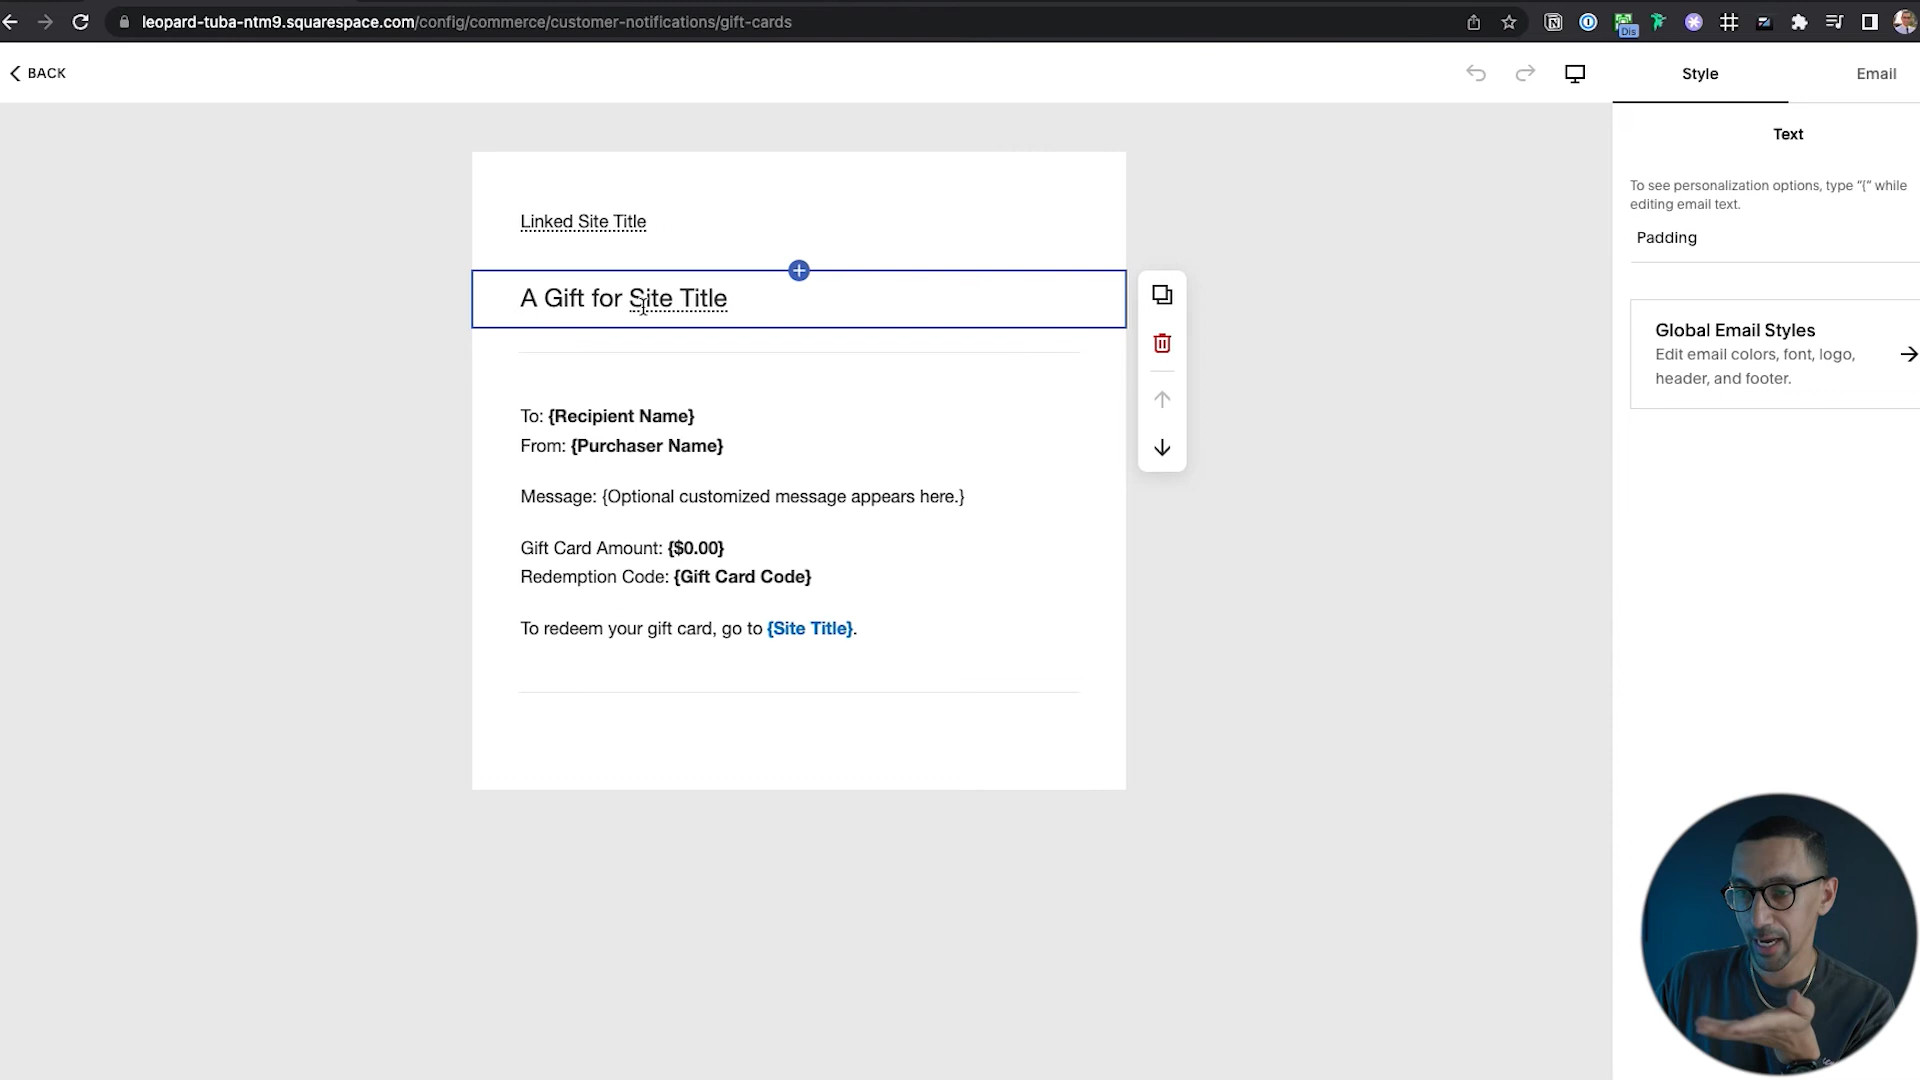 leopard-tuba-ntm9.squarespace.com/config/commerce/customer-notifications/gift-cards
Dis
BACK
Style
Email
Text
To see personalization options, type “{” while
editing email text.
Padding
Global Email Styles
Edit email colors, font, logo,
header, and footer.
Linked Site Title
A Gift for Site Title
To: {Recipient Name}
From: {Purchaser Name}
Message: {Optional customized message appears here.}
Gift Card Amount: {$0.00}
Redemption Code: {Gift Card Code}
To redeem your gift card, go to {Site Title}.